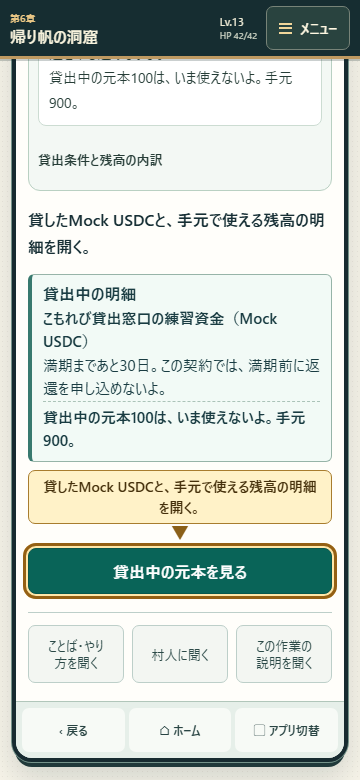 第6章
帰り帆の洞窟
Lv.13
HP 42/42
メニュー
貸出中の元本100は、いま使えないよ。手元
900。
貸出条件と残高の内訳
貸したMock USDCと、手元で使える残高の明
細を開く。
貸出中の明細
こもれび貸出窓口の練習資金（Mock
USDC）
満期まであと30日。この契約では、満期前に返
還を申し込めないよ。
貸出中の元本100は、いま使えないよ。手元
900。
貸したMock USDCと、手元で使える残高の明細
を開く。
貸出中の元本を見る
ことば・やり
方を聞く
村人に聞く
この作業の
説明を聞く
‹ 戻る
⌂ ホーム
□ アプリ切替